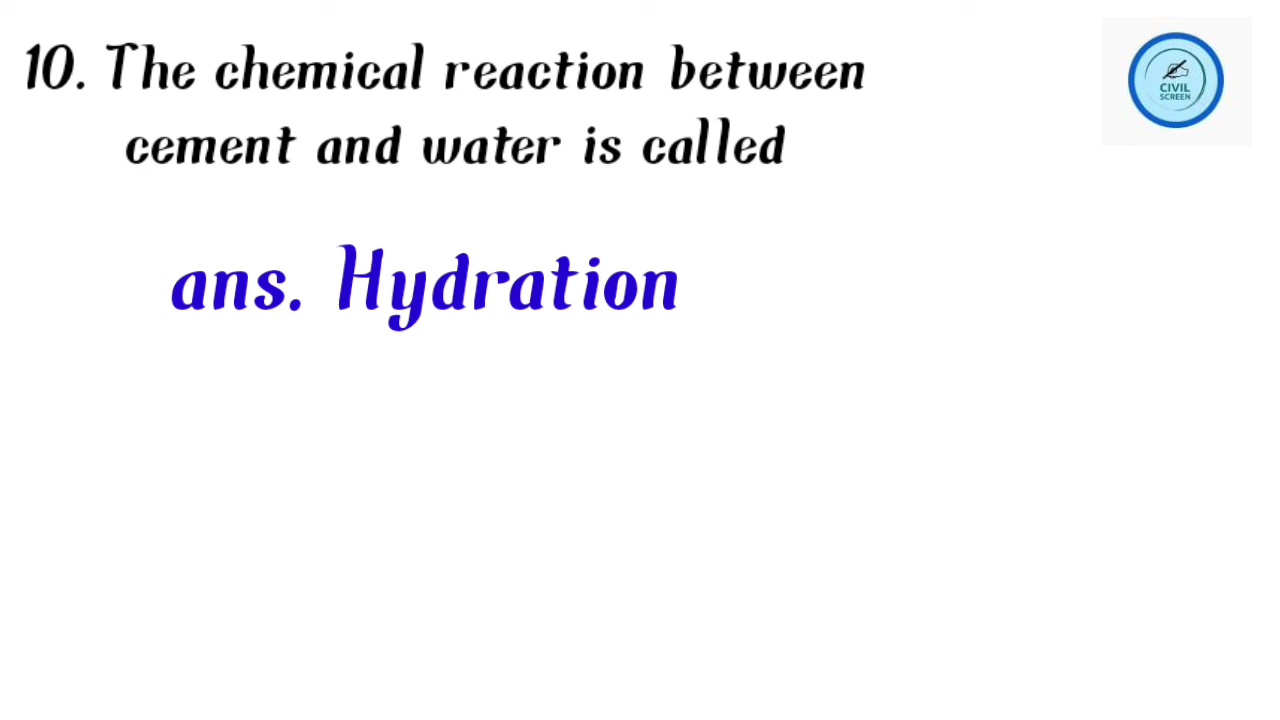 10. The chemical reaction between
cement and water is called
ans. Hydration
CIVIL
SCREEN